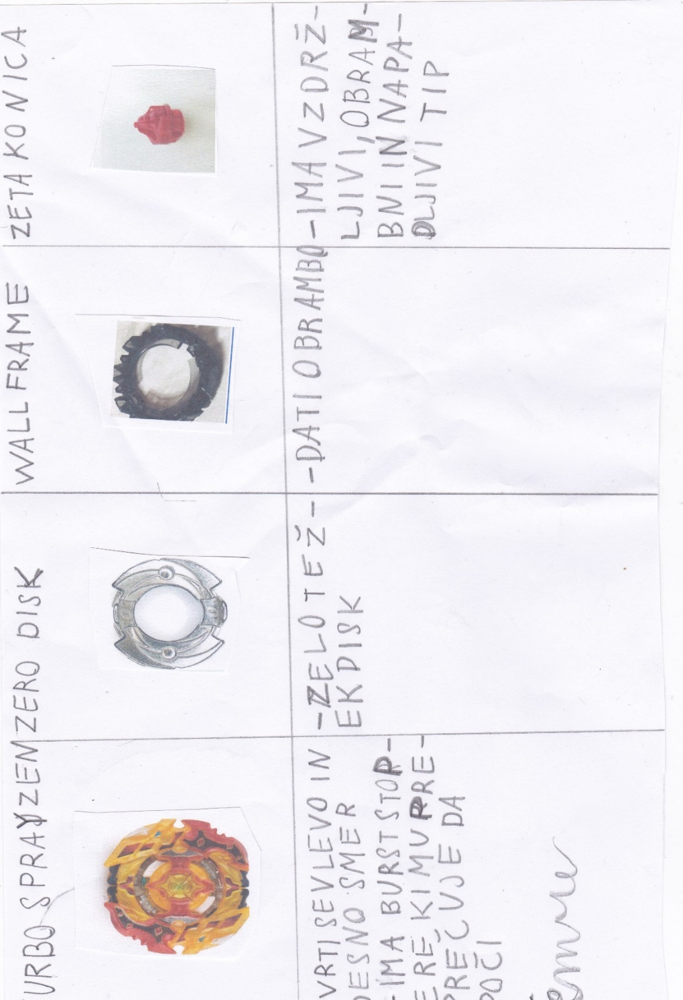 URBO SPRAYZEN
ZERO DISK
WALL FRAME
ZETA KONICA
VRTI SE V LEVO IN
DESNO SMER
-IMA BURST STOP-
ERE KI MU PRE-
PREČUJE DA
POČI
-ZELO TEŽ-
EK DISK
-DATI OBRAMBO
-IMA VZDRŽ-
LJIVI, OBRAM-
BNI IN NAPA-
DLJIVI TIP